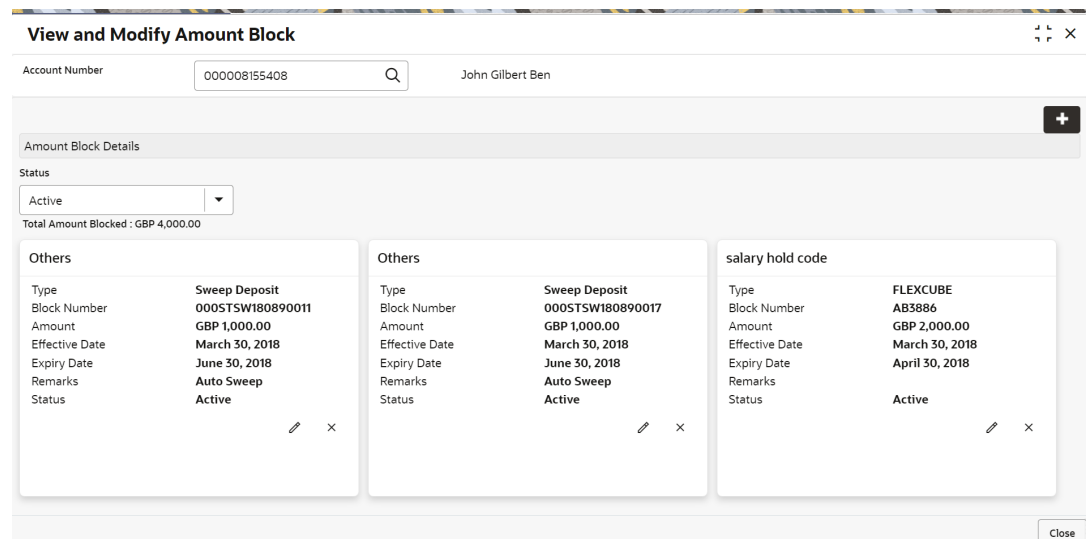 View and Modify Amount Block
Account Number
000008155408
John Gilbert Ben
Amount Block Details
Status
Active
Total Amount Blocked : GBP 4,000.00
Others
Type Sweep Deposit
Block Number 000STSW180890011
Amount GBP 1,000.00
Effective Date March 30, 2018
Expiry Date June 30, 2018
Remarks Auto Sweep
Status Active
Others
Type Sweep Deposit
Block Number 000STSW180890017
Amount GBP 1,000.00
Effective Date March 30, 2018
Expiry Date June 30, 2018
Remarks Auto Sweep
Status Active
salary hold code
Type FLEXCUBE
Block Number AB3886
Amount GBP 2,000.00
Effective Date March 30, 2018
Expiry Date April 30, 2018
Remarks
Status Active
Close